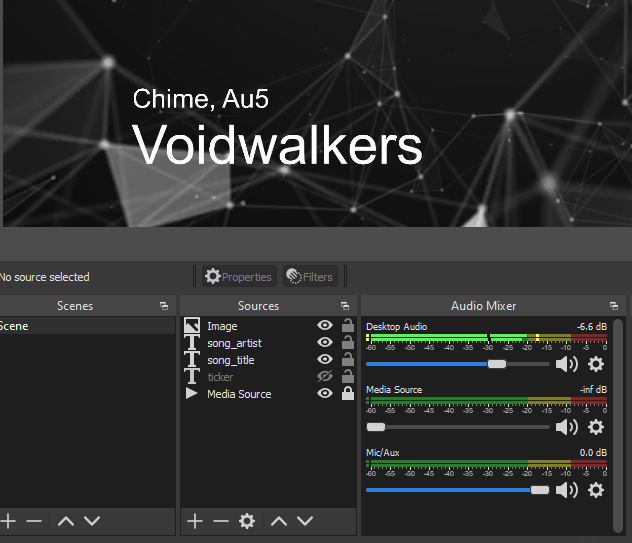 Chime, Au5
Voidwalkers
No source selected
Properties
Filters
Scenes
Sources
Audio Mixer
Scene
Image
song_artist
song_title
ticker
Media Source
Desktop Audio -6.6 dB
-60 -55 -50 -45 -40 -35 -30 -25 -20 -15 -10 -5 0
Media Source -inf dB
-60 -55 -50 -45 -40 -35 -30 -25 -20 -15 -10 -5 0
Mic/Aux 0.0 dB
-60 -55 -50 -45 -40 -35 -30 -25 -20 -15 -10 -5 0